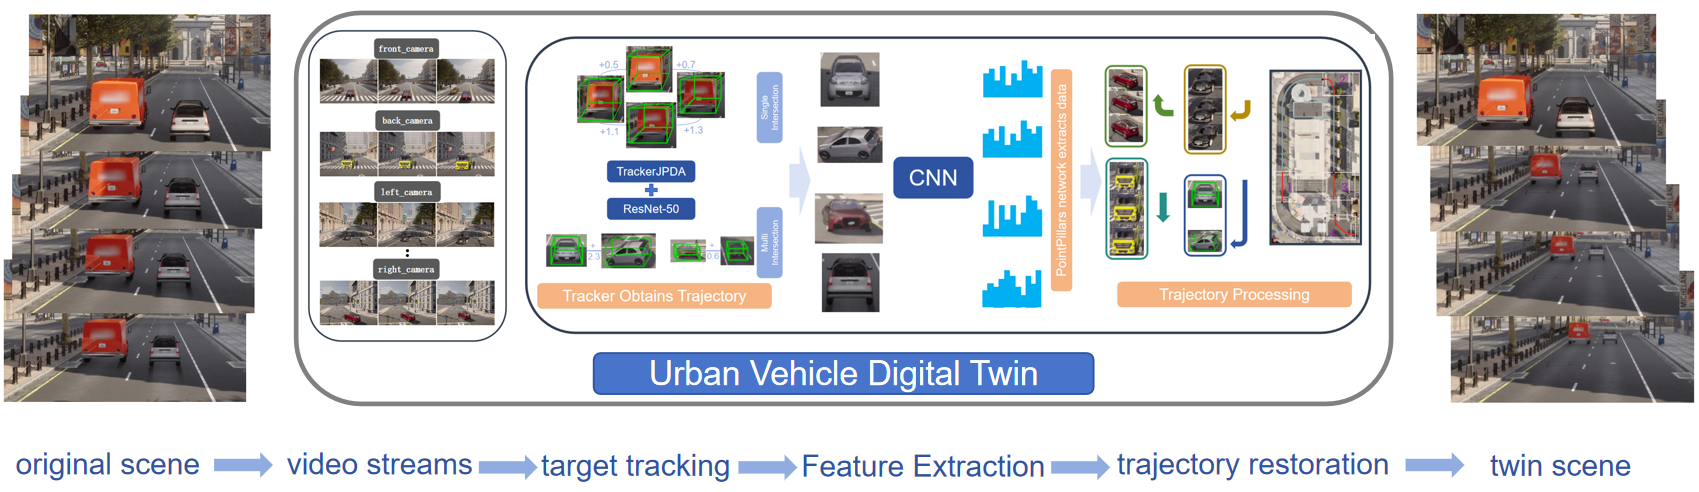 front_camera
back_camera
left_camera
right_camera
+0.5
+0.7
+1.1
+1.3
Single
Intersection
TrackerJPDA
+
ResNet-50
+
2.3
+
0.6
Multi
Intersection
Tracker Obtains Trajectory
CNN
PointPillars network extracts data
Trajectory Processing
Urban Vehicle Digital Twin
original scene
video streams
target tracking
Feature Extraction
trajectory restoration
twin scene